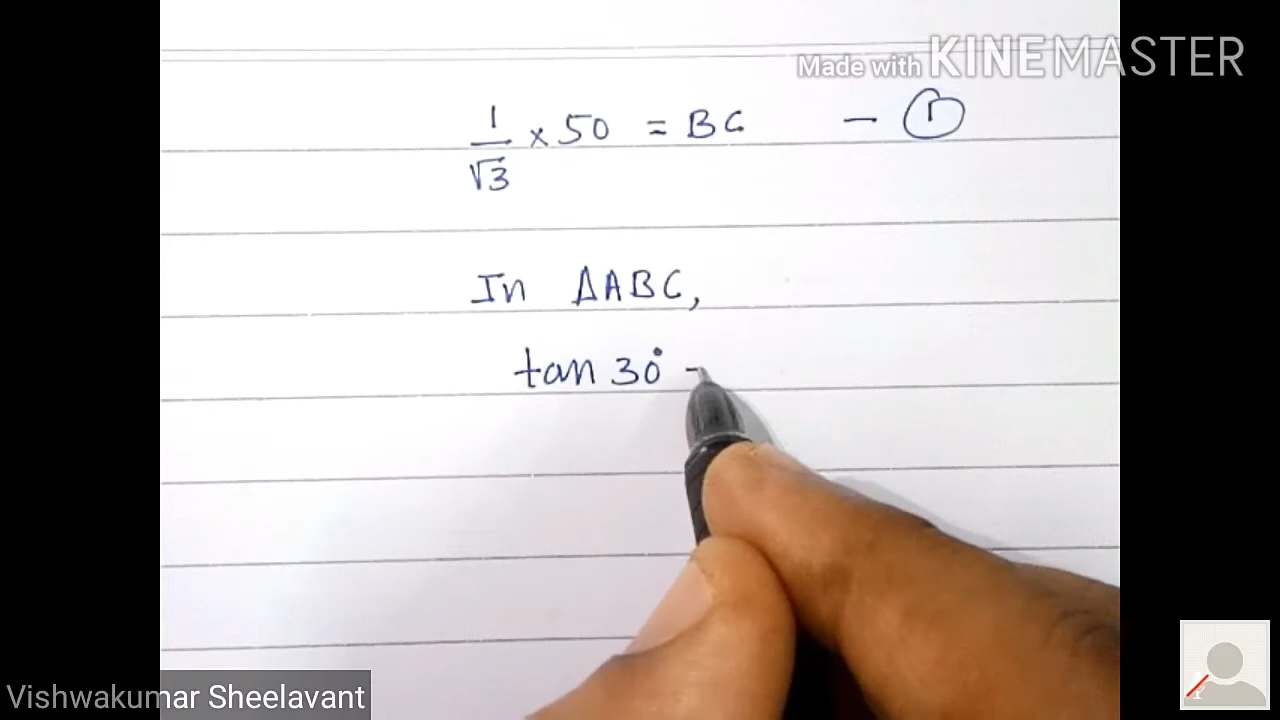 Made with KINEMASTER
1/√3 × 50 = BC – ①
In ΔABC,
tan 30° –
Vishwakumar Sheelavant